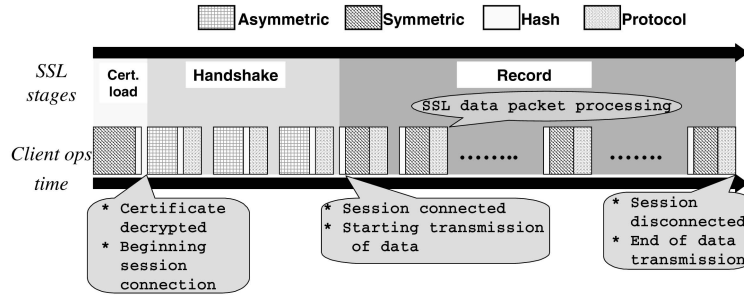 Asymmetric Symmetric Hash Protocol
SSL
stages
Cert.
load
Handshake
Record
SSL data packet processing
Client ops
........ .......
time
* Certificate
decrypted
* Beginning
session
connection
* Session connected
* Starting transmission
of data
* Session
disconnected
* End of data
transmission